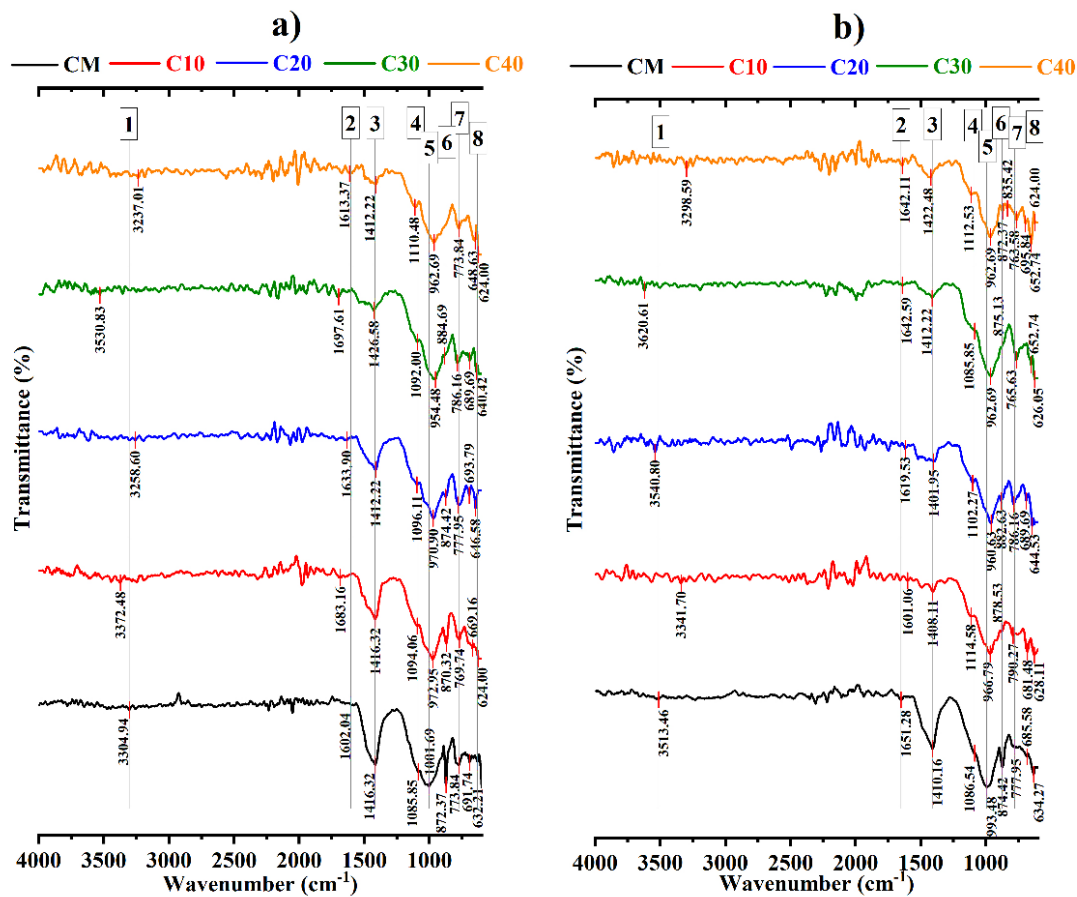 a)
CM C10 C20 C30 C40
1 2 3 4 5 6 7 8
3237.01 1613.37 1412.22 1110.48 962.69 773.84 648.63 624.00
3530.83 1697.61 1426.58 1092.00 954.48 884.69 786.16 689.69 640.42
3258.60 1633.90 1412.22 1096.11 970.90 874.42 777.95 693.79 646.58
3372.48 1683.16 1416.32 1094.06 972.95 870.32 769.74 669.16 624.00
3304.94 1602.04 1416.32 1085.85 1001.69 872.37 773.84 691.74 632.21
Transmittance (%)
4000 3500 3000 2500 2000 1500 1000
Wavenumber (cm-1)
b)
CM C10 C20 C30 C40
1 2 3 4 5 6 7 8
3298.59 1642.11 1422.48 1112.53 962.69 872.37 835.42 763.58 695.84 652.74 624.00
3620.61 1642.59 1412.22 1085.85 962.69 875.13 765.63 652.74 626.05
3540.80 1619.53 1401.95 1102.27 960.63 882.63 786.16 689.69 644.53
3341.70 1601.06 1408.11 1114.58 966.79 878.53 790.27 681.48 628.11
3513.46 1651.28 1410.16 1086.54 993.48 874.42 777.95 685.58 634.27
Transmittance (%)
4000 3500 3000 2500 2000 1500 1000
Wavenumber (cm-1)